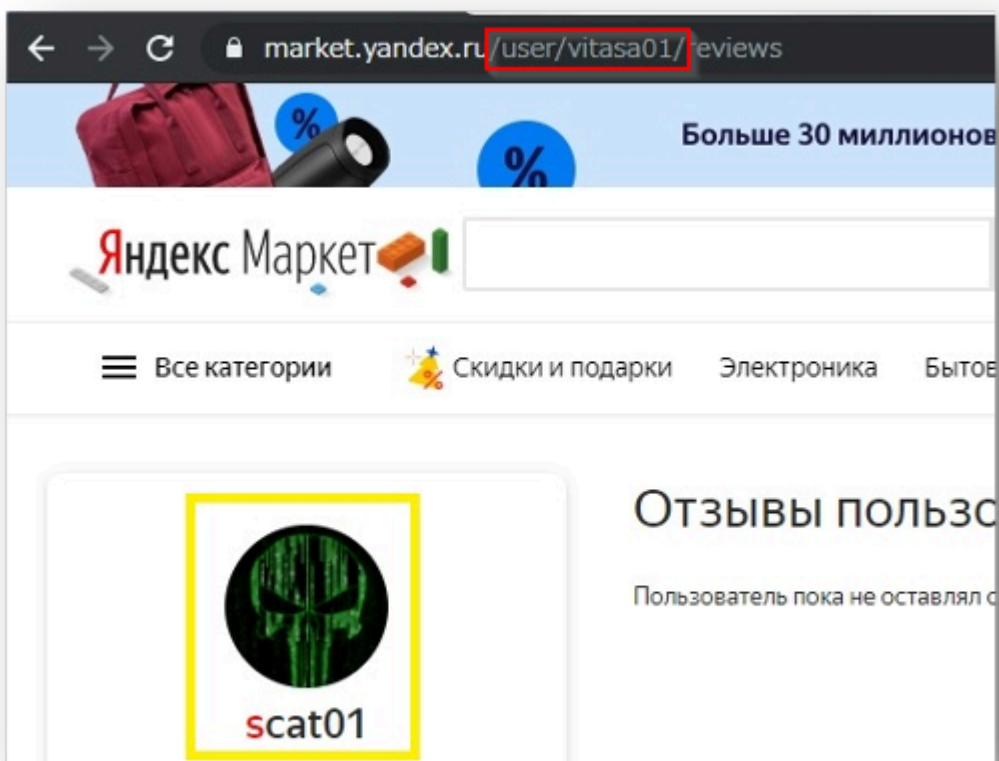 market.yandex.ru/user/vitasa01/reviews
%
Больше 30 миллионов
%
Яндекс Маркет
Все категории
% Скидки и подарки
Электроника
Бытов
Отзывы пользо
Пользователь пока не оставлял о
scat01